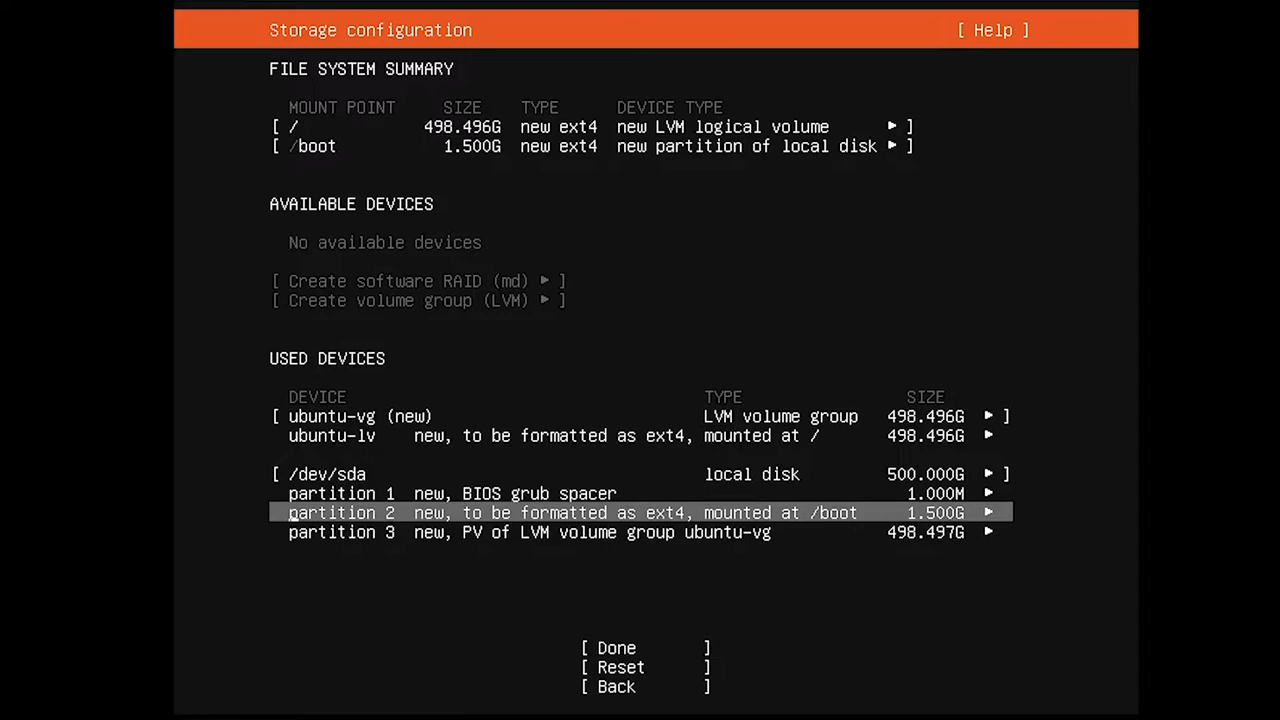 Storage configuration [ Help ]
FILE SYSTEM SUMMARY
MOUNT POINT SIZE TYPE DEVICE TYPE
[ / 498.496G new ext4 new LVM logical volume ▸ ]
[ /boot 1.500G new ext4 new partition of local disk ▸ ]
AVAILABLE DEVICES
No available devices
[ Create software RAID (md) ▸ ]
[ Create volume group (LVM) ▸ ]
USED DEVICES
DEVICE TYPE SIZE
[ ubuntu-vg (new) LVM volume group 498.496G ▸ ]
ubuntu-lv new, to be formatted as ext4, mounted at / 498.496G ▸
[ /dev/sda local disk 500.000G ▸ ]
partition 1 new, BIOS grub spacer 1.000M ▸
partition 2 new, to be formatted as ext4, mounted at /boot 1.500G ▸
partition 3 new, PV of LVM volume group ubuntu-vg 498.497G ▸
[ Done ]
[ Reset ]
[ Back ]